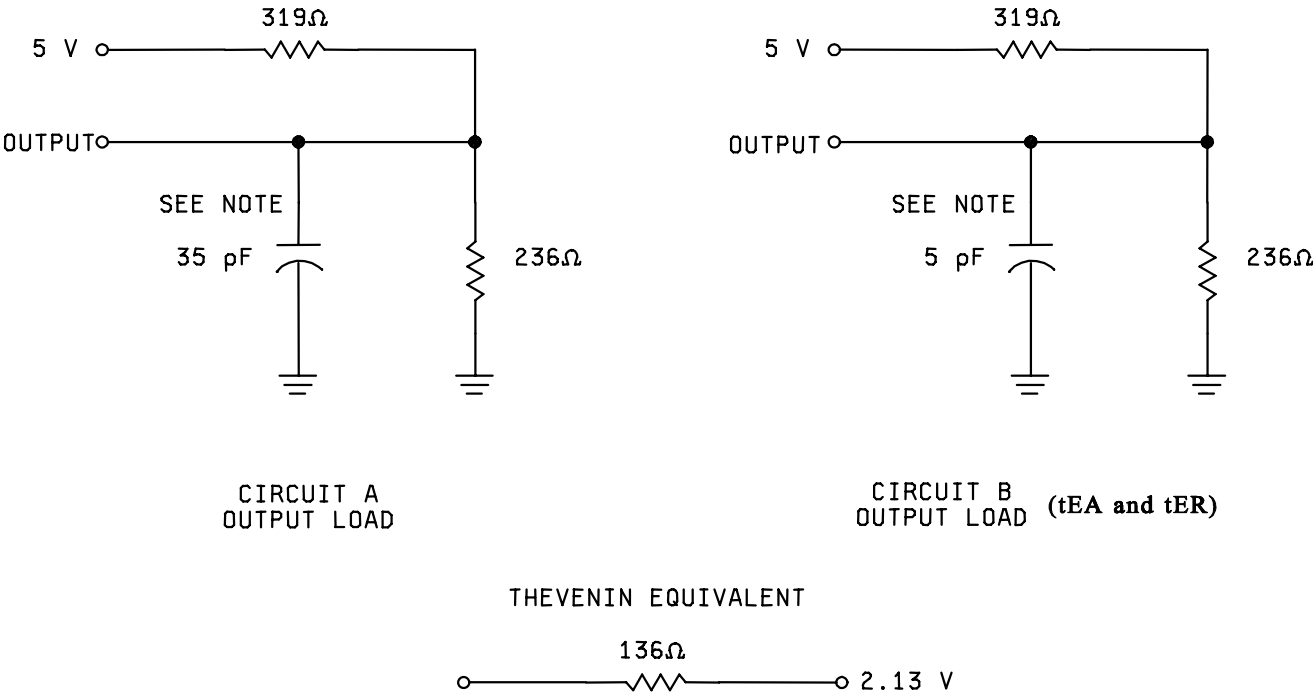 319Ω
5 V
OUTPUT
SEE NOTE
35 pF
236Ω
CIRCUIT A
OUTPUT LOAD
319Ω
5 V
OUTPUT
SEE NOTE
5 pF
236Ω
CIRCUIT B
OUTPUT LOAD (tEA and tER)
THEVENIN EQUIVALENT
136Ω
2.13 V